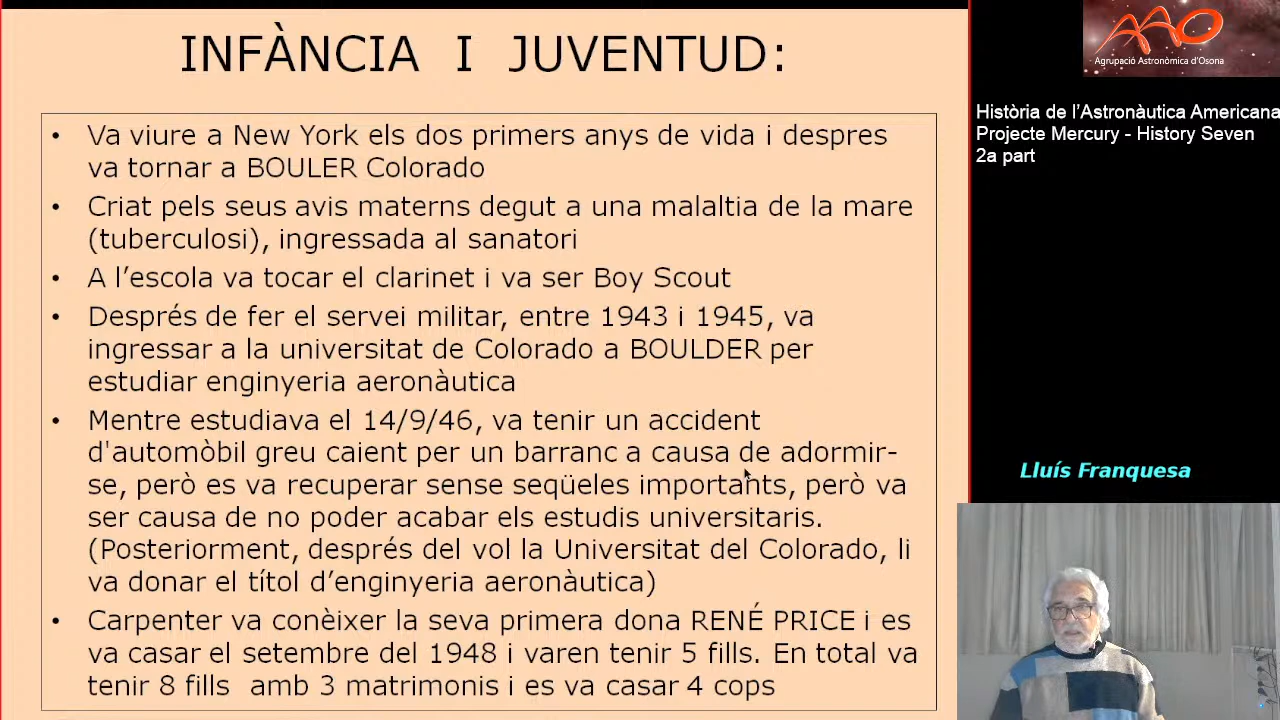 INFÀNCIA I JUVENTUD:
• Va viure a New York els dos primers anys de vida i despres
va tornar a BOULER Colorado
• Criat pels seus avis materns degut a una malaltia de la mare
(tuberculosi), ingressada al sanatori
• A l’escola va tocar el clarinet i va ser Boy Scout
• Després de fer el servei militar, entre 1943 i 1945, va
ingressar a la universitat de Colorado a BOULDER per
estudiar enginyeria aeronàutica
• Mentre estudiava el 14/9/46, va tenir un accident
d'automòbil greu caient per un barranc a causa de adormir-
se, però es va recuperar sense seqüeles importants, però va
ser causa de no poder acabar els estudis universitaris.
(Posteriorment, després del vol la Universitat del Colorado, li
va donar el títol d’enginyeria aeronàutica)
• Carpenter va conèixer la seva primera dona RENÉ PRICE i es
va casar el setembre del 1948 i varen tenir 5 fills. En total va
tenir 8 fills amb 3 matrimonis i es va casar 4 cops
AAO
Agrupació Astronòmica d’Osona
Història de l’Astronàutica Americana
Projecte Mercury - History Seven
2a part
Lluís Franquesa